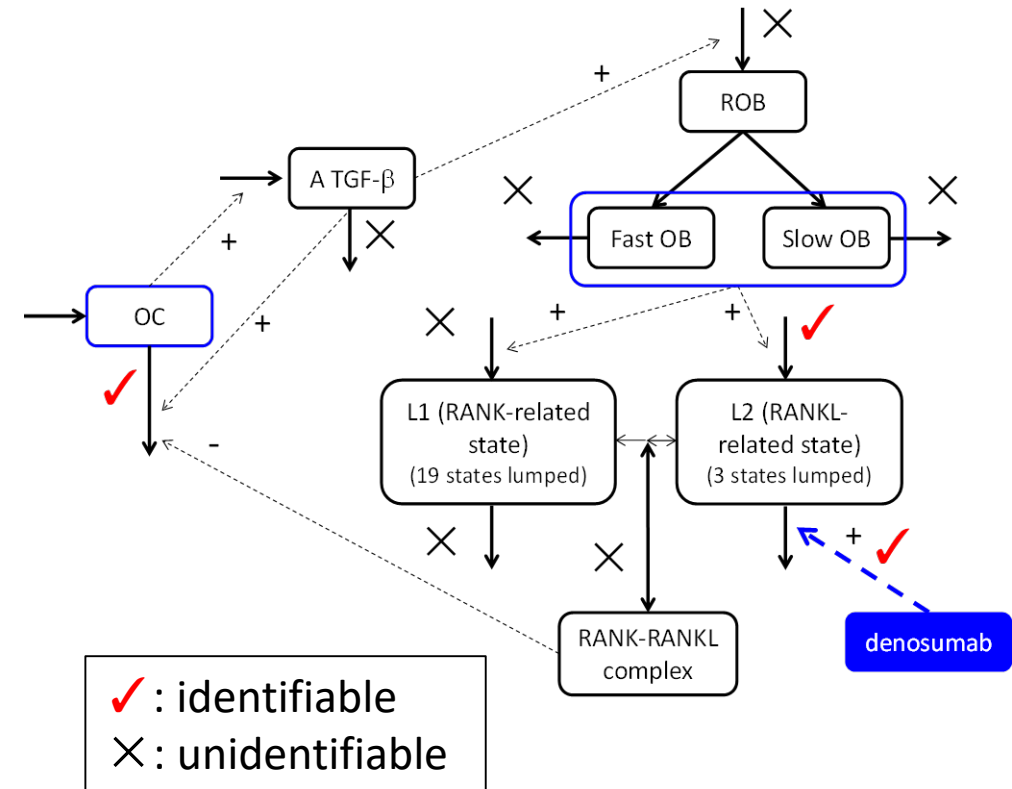 ROB
+
A TGF-β
Fast OB
Slow OB
+
OC
+
+
+
L1 (RANK-related
state)
(19 states lumped)
L2 (RANKL-
related state)
(3 states lumped)
-
+
RANK-RANKL
complex
denosumab
✓: identifiable
×: unidentifiable